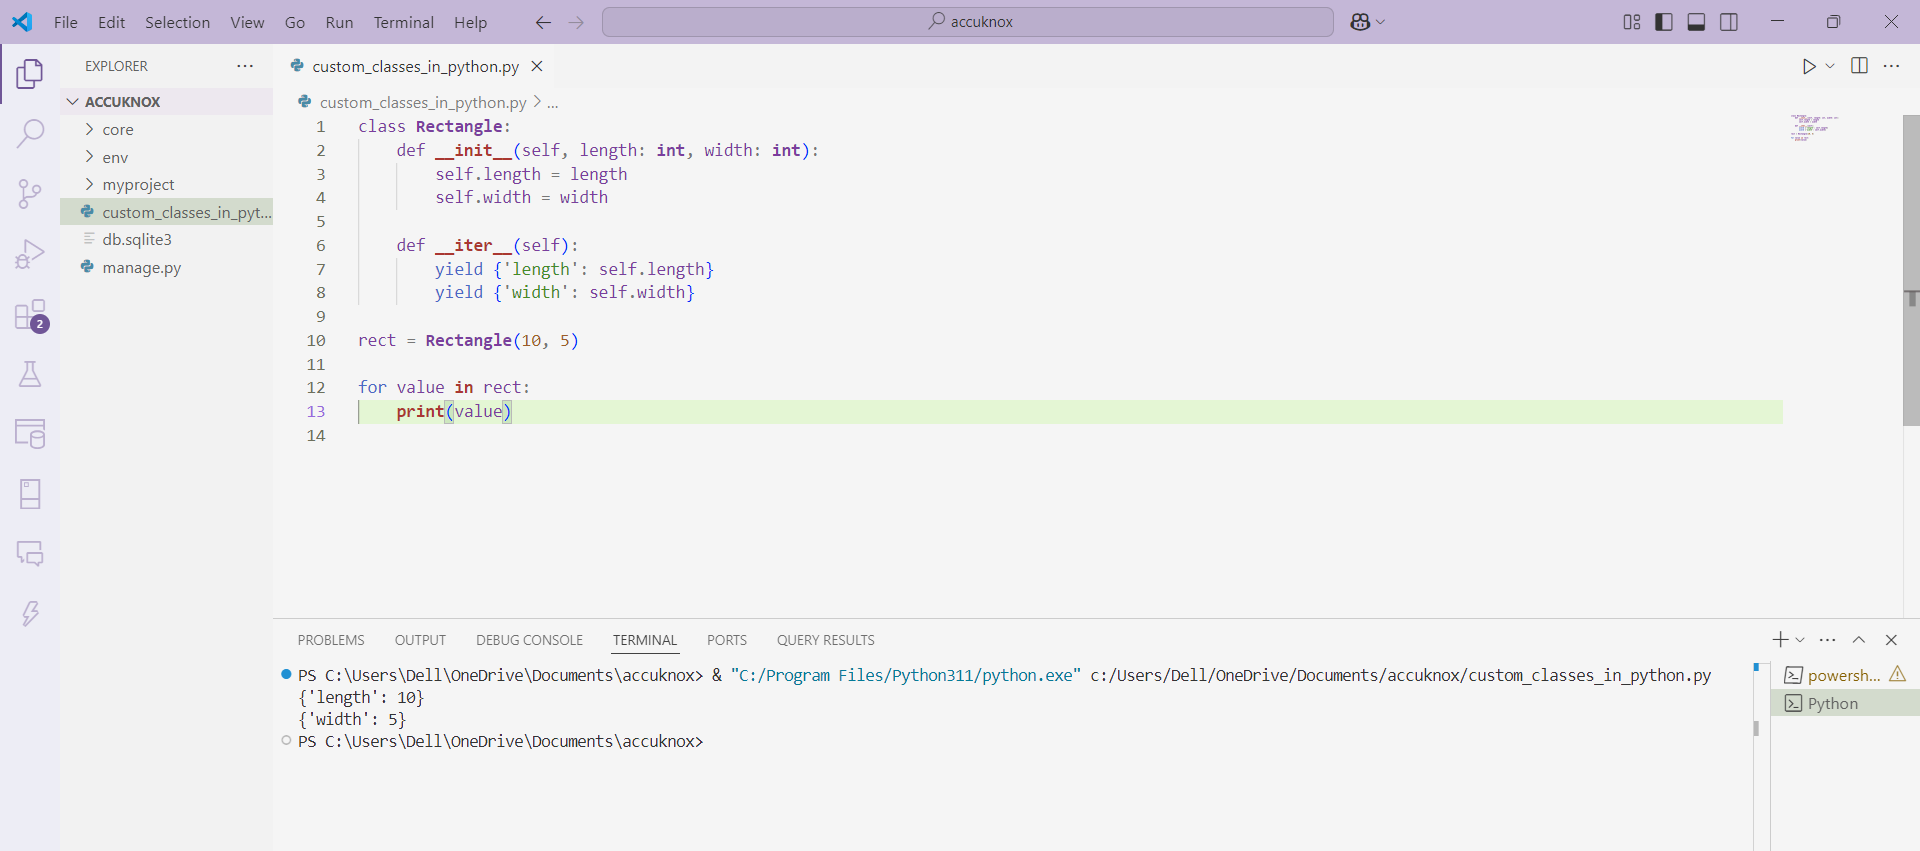 File Edit Selection View Go Run Terminal Help accuknox
EXPLORER
ACCUKNOX
core
env
myproject
custom_classes_in_pyt...
db.sqlite3
manage.py
2
custom_classes_in_python.py
custom_classes_in_python.py > ...
1 class Rectangle:
2     def __init__(self, length: int, width: int):
3         self.length = length
4         self.width = width
5
6     def __iter__(self):
7         yield {'length': self.length}
8         yield {'width': self.width}
9
10 rect = Rectangle(10, 5)
11
12 for value in rect:
13     print(value)
14
PROBLEMS OUTPUT DEBUG CONSOLE TERMINAL PORTS QUERY RESULTS
PS C:\Users\Dell\OneDrive\Documents\accuknox> & "C:/Program Files/Python311/python.exe" c:/Users/Dell/OneDrive/Documents/accuknox/custom_classes_in_python.py
{'length': 10}
{'width': 5}
PS C:\Users\Dell\OneDrive\Documents\accuknox>
powersh...
Python